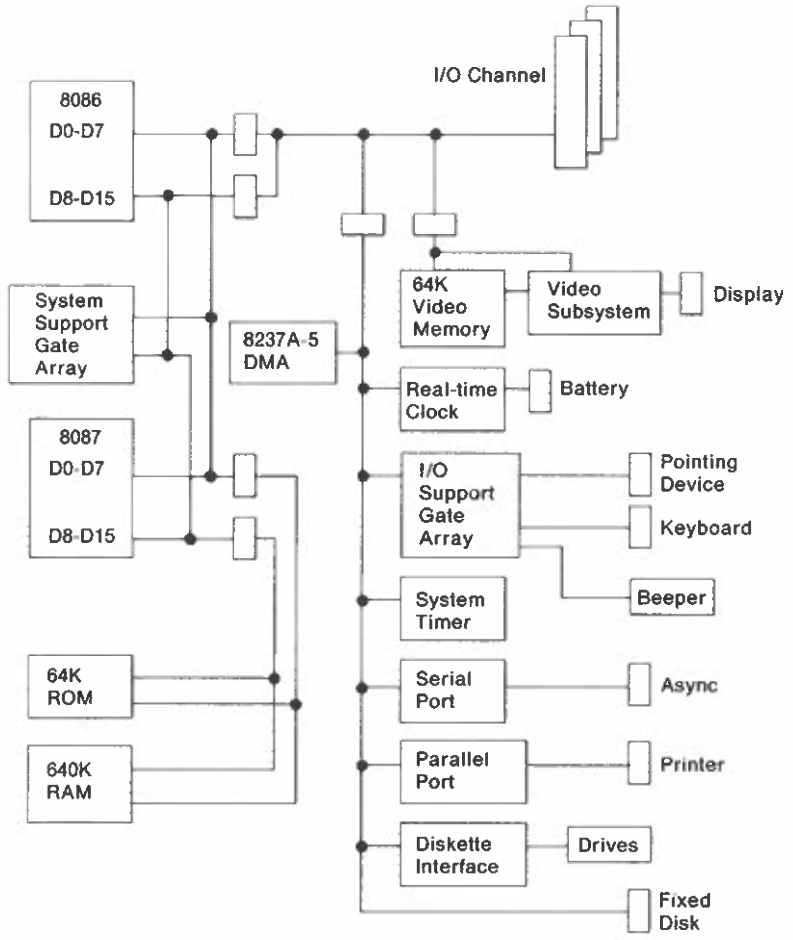 I/O Channel
8086
D0-D7
D8-D15
System
Support
Gate
Array
8237A-5
DMA
64K
Video
Memory
Video
Subsystem
Display
Real-time
Clock
Battery
8087
D0-D7
D8-D15
I/O
Support
Gate
Array
Pointing
Device
Keyboard
Beeper
System
Timer
64K
ROM
Serial
Port
Async
640K
RAM
Parallel
Port
Printer
Diskette
Interface
Drives
Fixed
Disk